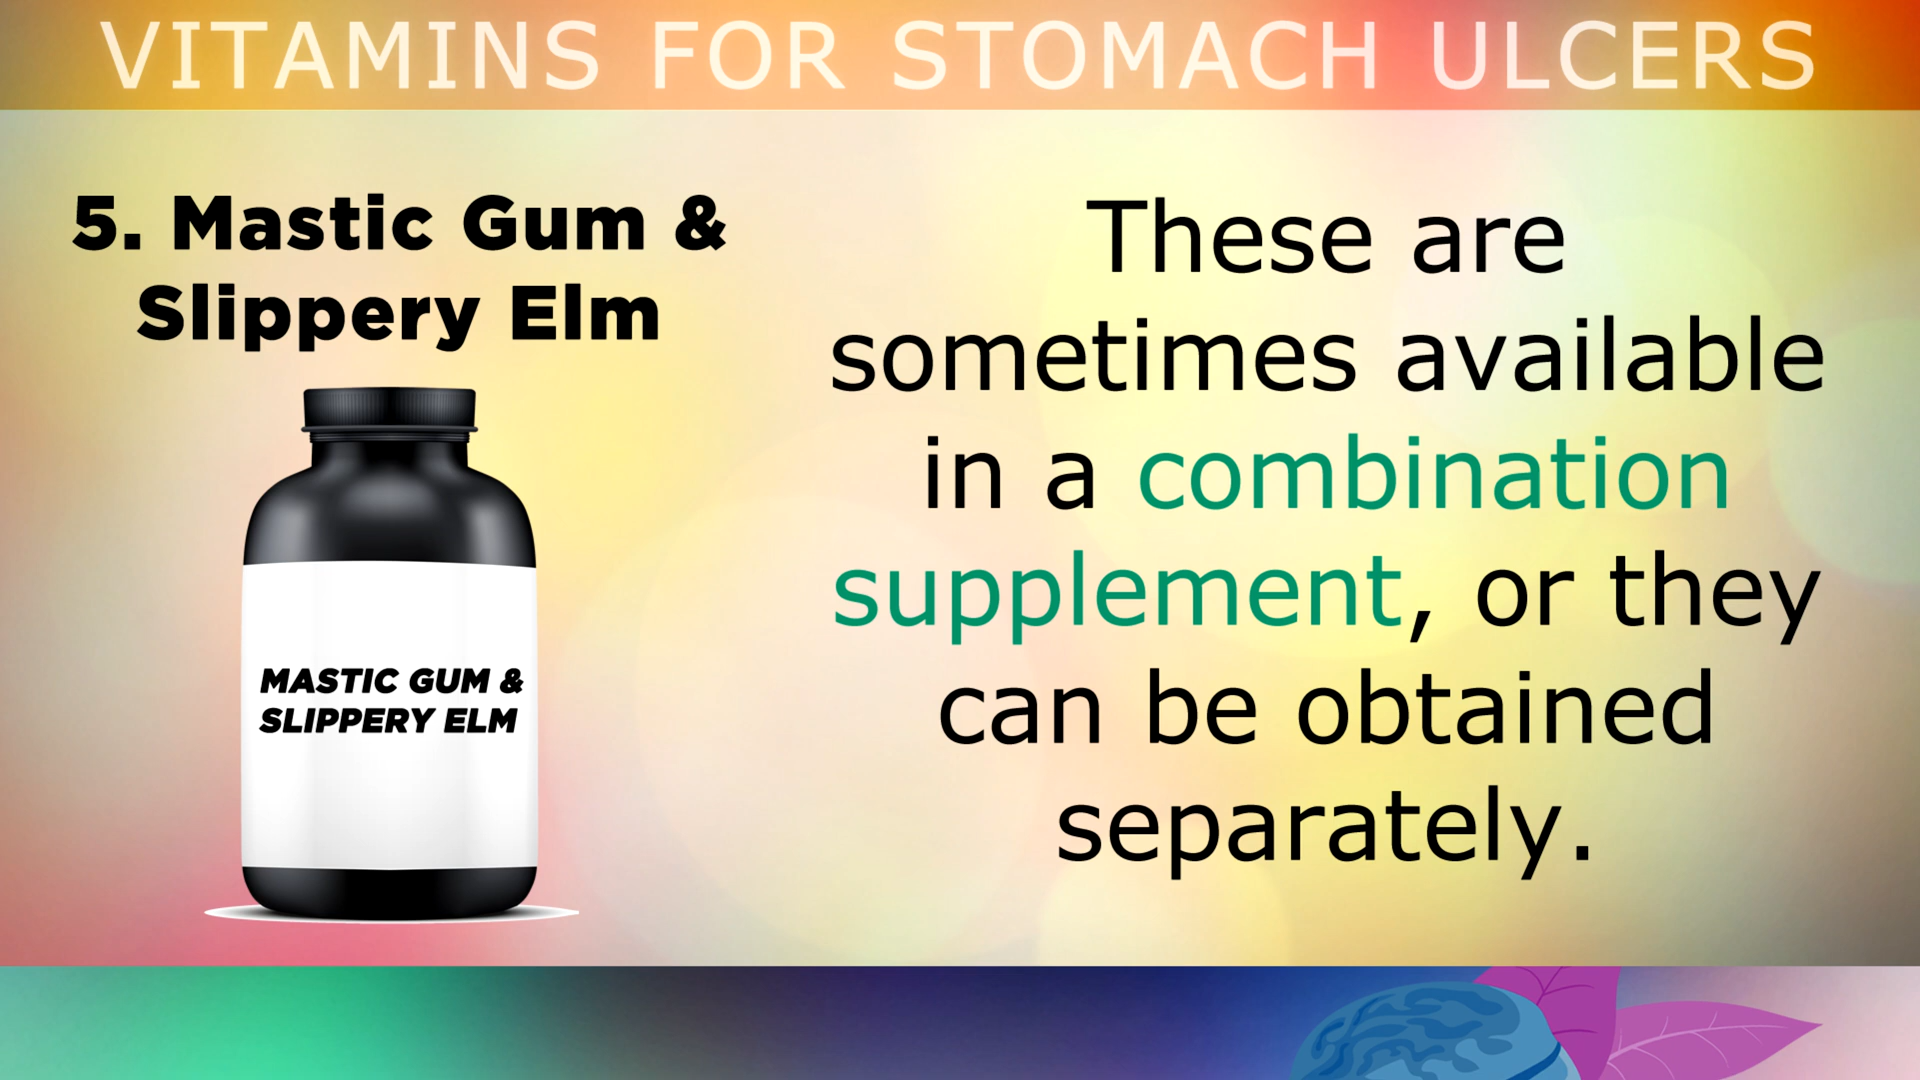 VITAMINS FOR STOMACH ULCERS
5. Mastic Gum &
Slippery Elm
MASTIC GUM &
SLIPPERY ELM
These are
sometimes available
in a combination
supplement, or they
can be obtained
separately.